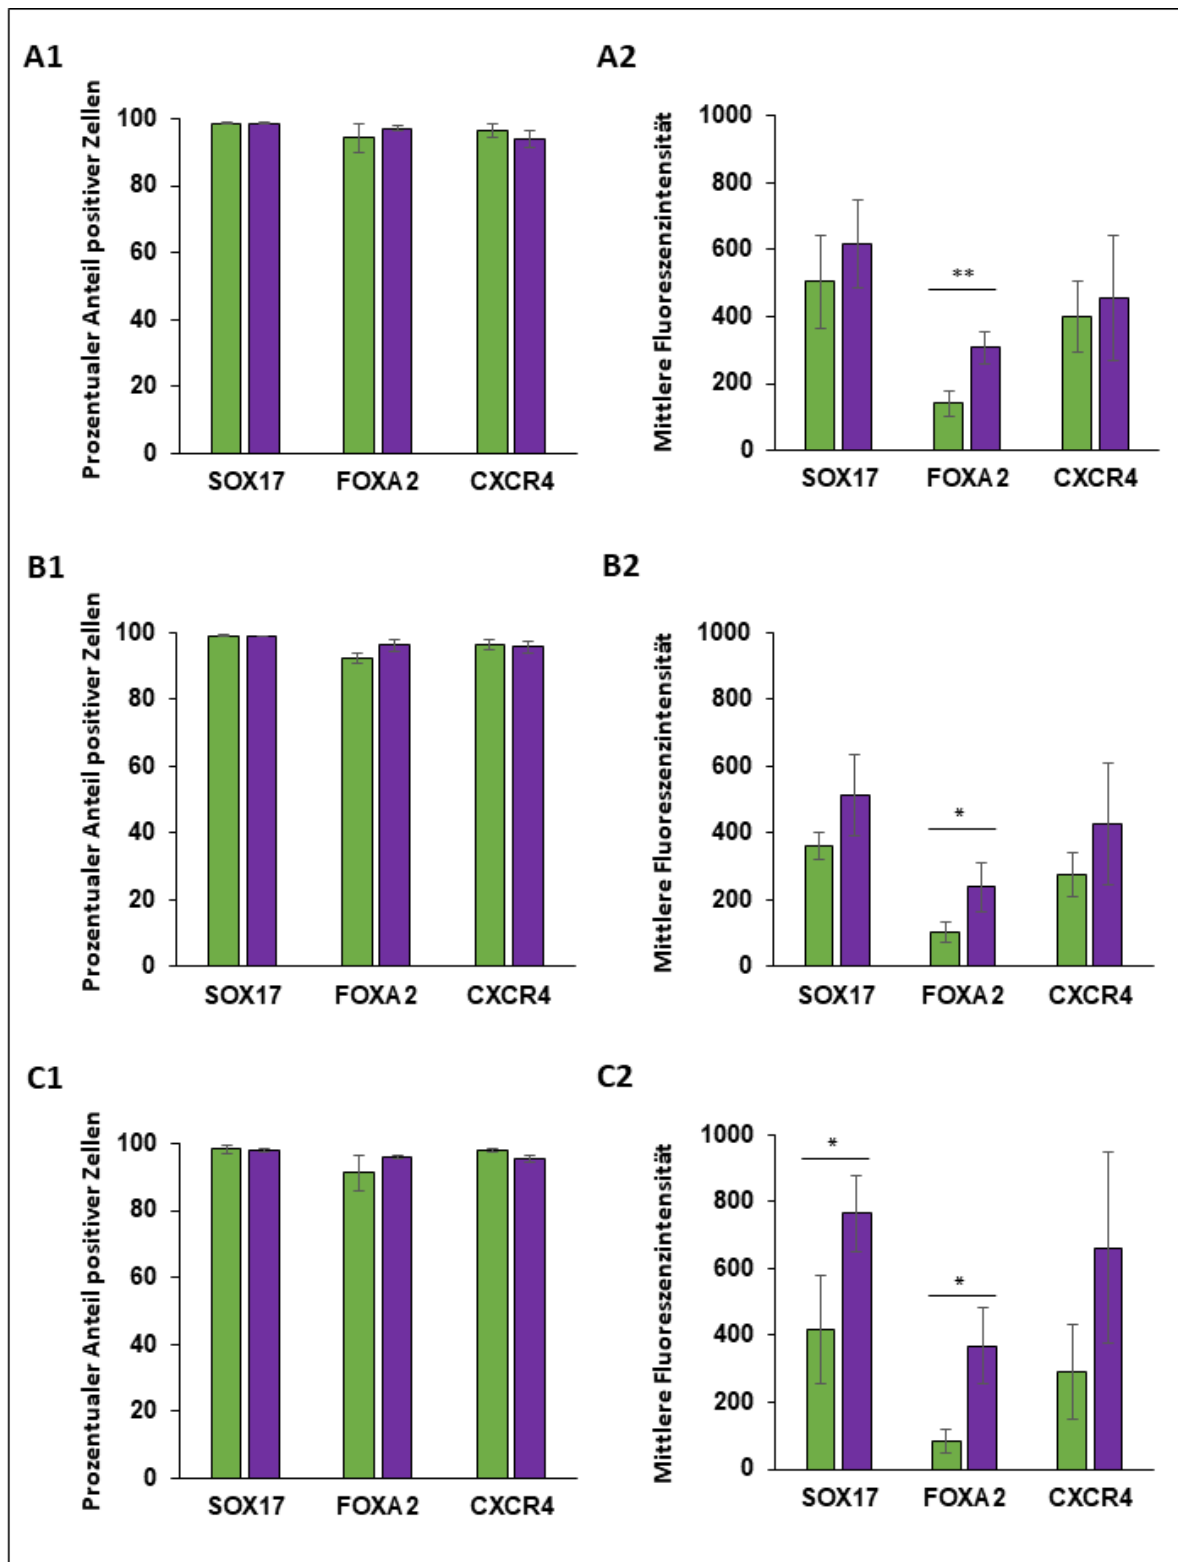 A1
Prozentualer Anteil positiver Zellen
100
80
60
40
20
0
SOX17 FOXA2 CXCR4
A2
Mittlere Fluoreszenzintensität
1000
800
600
400
200
0
**
SOX17 FOXA2 CXCR4
B1
Prozentualer Anteil positiver Zellen
100
80
60
40
20
0
SOX17 FOXA2 CXCR4
B2
Mittlere Fluoreszenzintensität
1000
800
600
400
200
0
*
SOX17 FOXA2 CXCR4
C1
Prozentualer Anteil positiver Zellen
100
80
60
40
20
0
SOX17 FOXA2 CXCR4
C2
Mittlere Fluoreszenzintensität
1000
800
600
400
200
0
*
*
SOX17 FOXA2 CXCR4